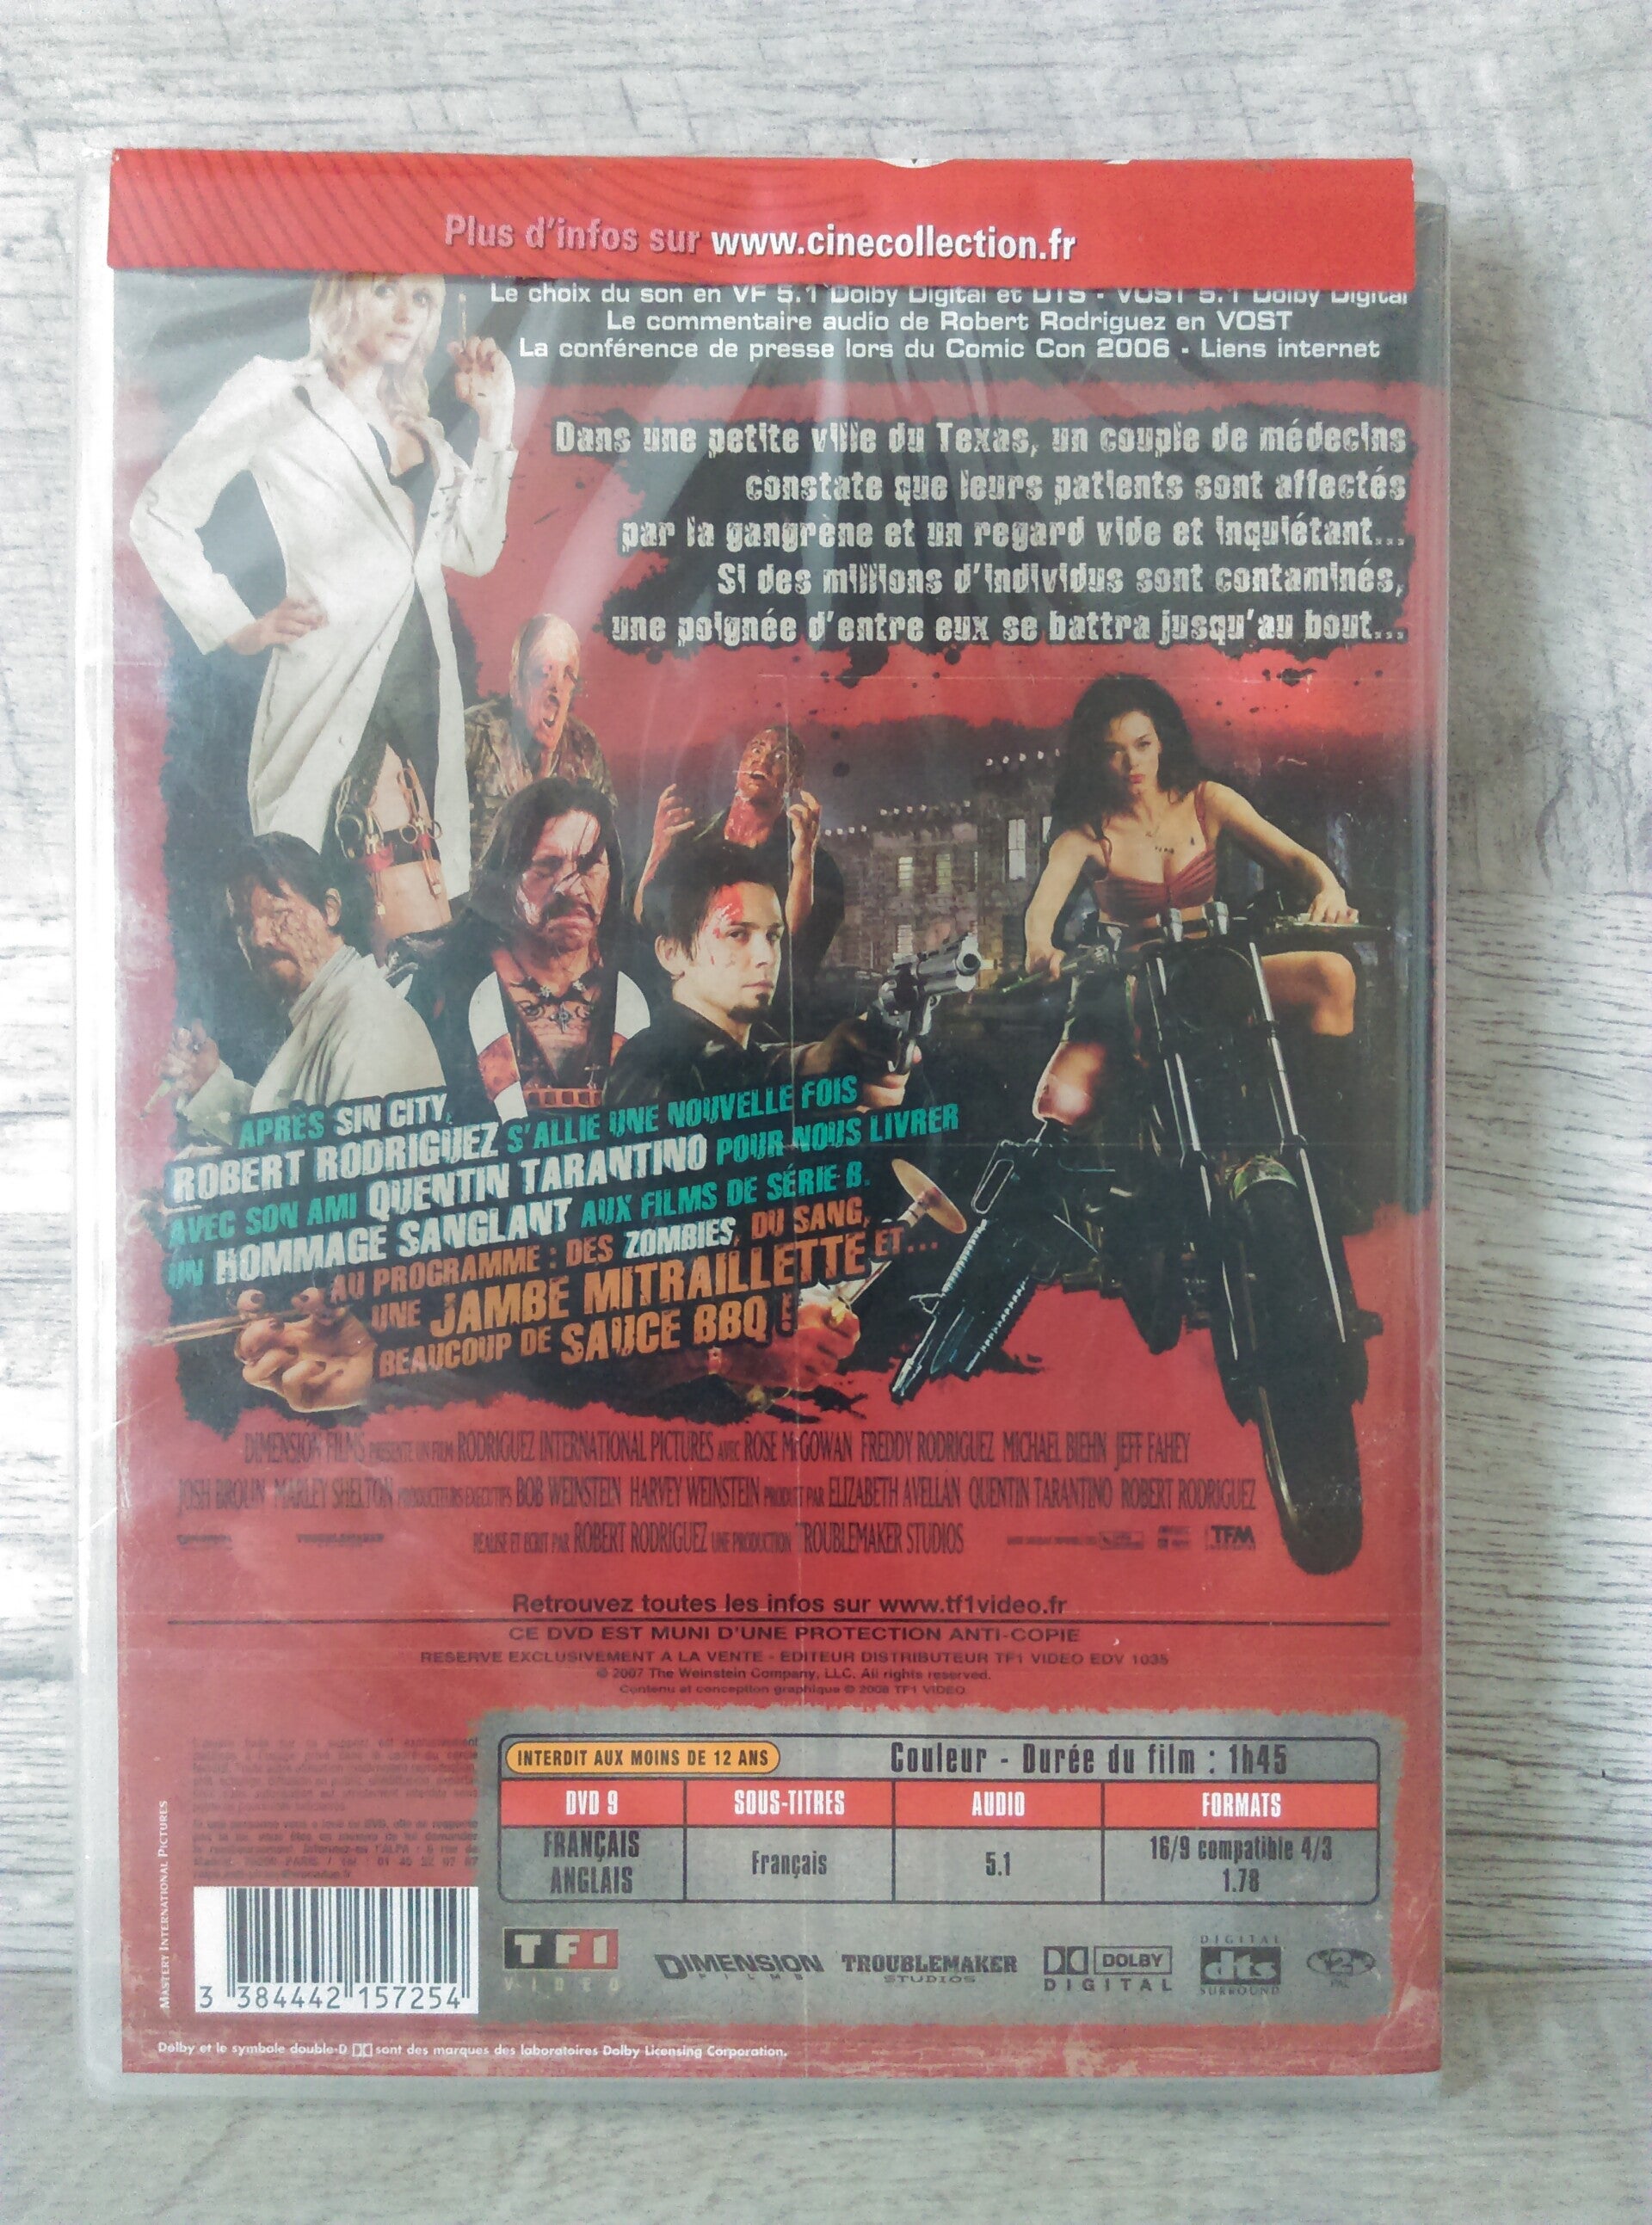 Plus d'infos sur www.cinecollection.fr
Le choix du son en VF 5.1 Dolby Digital et DTS - VOST 5.1 Dolby Digital
Le commentaire audio de Robert Rodriguez en VOST
La conférence de presse lors du Comic Con 2006 - Liens internet
Dans une petite ville du Texas, un couple de médecins
constate que leurs patients sont affectés
par la gangrène et un regard vide et inquiétant...
Si des millions d'individus sont contaminés,
une poignée d'entre eux se battra jusqu'au bout...
APRÈS SIN CITY,
ROBERT RODRIGUEZ S'ALLIE UNE NOUVELLE FOIS
AVEC SON AMI QUENTIN TARANTINO POUR NOUS LIVRER
UN HOMMAGE SANGLANT AUX FILMS DE SÉRIE B.
AU PROGRAMME : DES ZOMBIES, DU SANG,
UNE JAMBE MITRAILLETTE ET...
BEAUCOUP DE SAUCE BBQ !
DIMENSION FILMS PRÉSENTE UN FILM RODRIGUEZ INTERNATIONAL PICTURES AVEC ROSE McGOWAN FREDDY RODRIGUEZ MICHAEL BIEHN JEFF FAHEY
JOSH BROLIN MARLEY SHELTON PRODUCTEURS EXECUTIFS BOB WEINSTEIN HARVEY WEINSTEIN PRODUIT PAR ELIZABETH AVELLAN QUENTIN TARANTINO ROBERT RODRIGUEZ
REALISE ET ECRIT PAR ROBERT RODRIGUEZ UNE PRODUCTION TROUBLEMAKER STUDIOS
TFM
Retrouvez toutes les infos sur www.tf1video.fr
CE DVD EST MUNI D'UNE PROTECTION ANTI-COPIE
RESERVE EXCLUSIVEMENT A LA VENTE - EDITEUR DISTRIBUTEUR TF1 VIDEO EDV 1035
© 2007 The Weinstein Company, LLC. All rights reserved.
Contenu et conception graphique © 2008 TF1 VIDEO
INTERDIT AUX MOINS DE 12 ANS
Couleur - Durée du film : 1h45
DVD 9 SOUS-TITRES AUDIO FORMATS
FRANÇAIS
ANGLAIS
Français
5.1
16/9 compatible 4/3
1.78
MASTERY INTERNATIONAL PICTURES
3 384442 157254
TF1
VIDEO
DIMENSION
FILMS
TROUBLEMAKER
STUDIOS
DOLBY
DIGITAL
DIGITAL
dts
SURROUND
2
PAL
Dolby et le symbole double-D sont des marques des laboratoires Dolby Licensing Corporation.